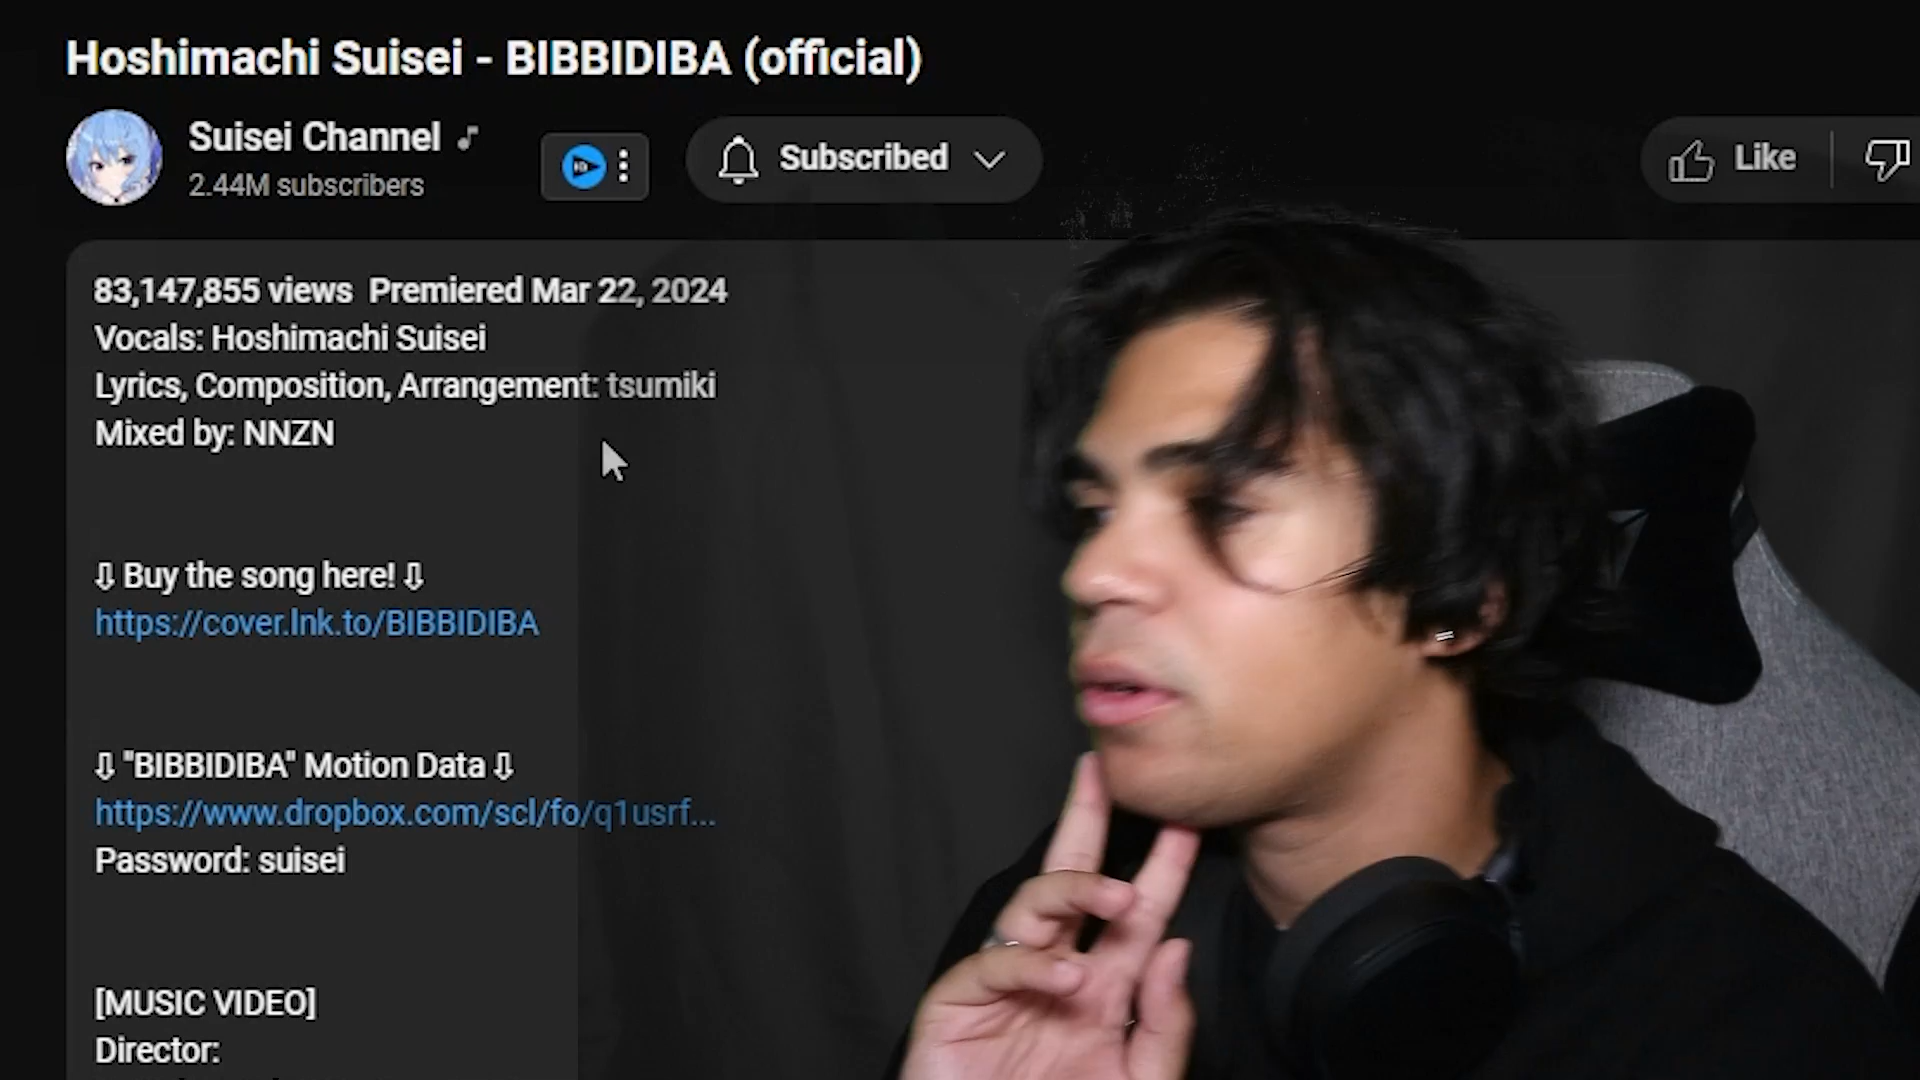 Hoshimachi Suisei - BIBBIDIBA (official)
Suisei Channel
2.44M subscribers
Subscribed
Like
83,147,855 views Premiered Mar 22, 2024
Vocals: Hoshimachi Suisei
Lyrics, Composition, Arrangement: tsumiki
Mixed by: NNZN
⇩ Buy the song here! ⇩
https://cover.lnk.to/BIBBIDIBA
⇩ "BIBBIDIBA" Motion Data ⇩
https://www.dropbox.com/scl/fo/q1usrf...
Password: suisei
[MUSIC VIDEO]
Director: